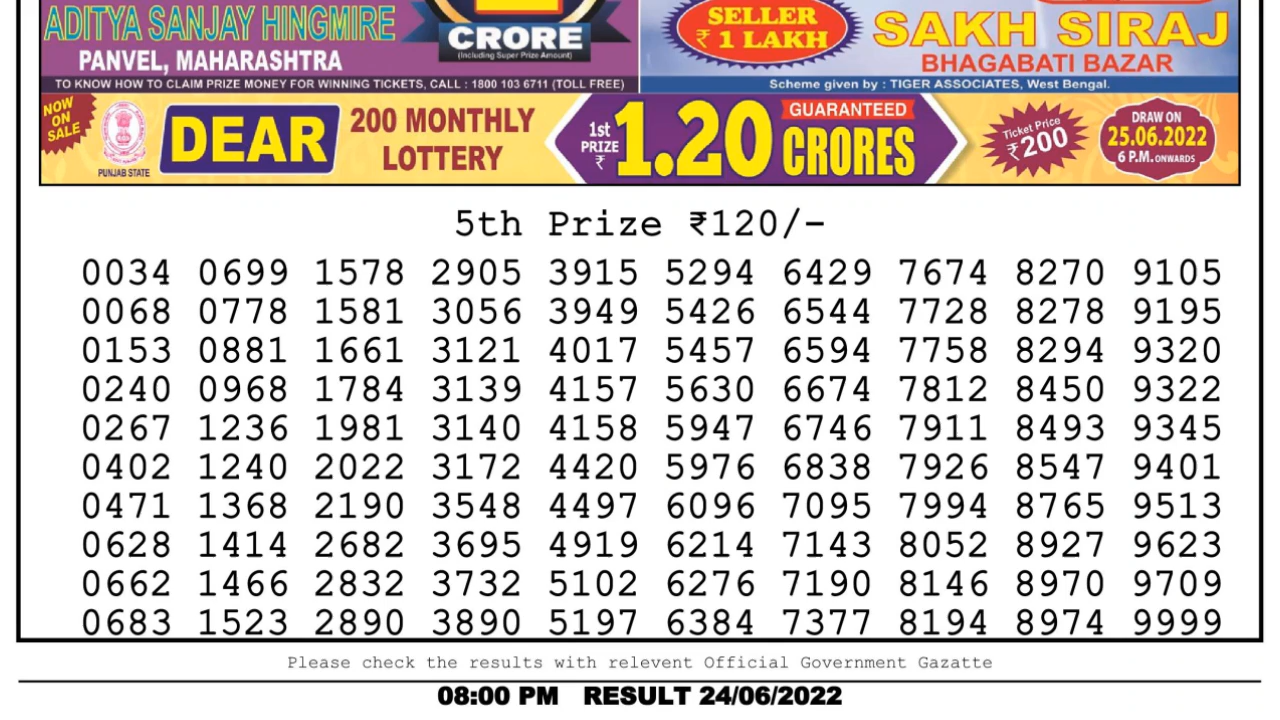 ADITYA SANJAY HINGMIRE
PANVEL, MAHARASHTRA
CRORE
(Including Super Prize Amount)
TO KNOW HOW TO CLAIM PRIZE MONEY FOR WINNING TICKETS, CALL : 1800 103 6711 (TOLL FREE)
SELLER
₹ 1 LAKH
SAKH SIRAJ
BHAGABATI BAZAR
Scheme given by : TIGER ASSOCIATES, West Bengal.
NOW
ON
SALE
PUNJAB STATE
DEAR
200 MONTHLY
LOTTERY
1st
PRIZE
₹
1.20
GUARANTEED
CRORES
Ticket Price
₹200
DRAW ON
25.06.2022
6 P.M. ONWARDS
5th Prize ₹120/-
0034 0699 1578 2905 3915 5294 6429 7674 8270 9105
0068 0778 1581 3056 3949 5426 6544 7728 8278 9195
0153 0881 1661 3121 4017 5457 6594 7758 8294 9320
0240 0968 1784 3139 4157 5630 6674 7812 8450 9322
0267 1236 1981 3140 4158 5947 6746 7911 8493 9345
0402 1240 2022 3172 4420 5976 6838 7926 8547 9401
0471 1368 2190 3548 4497 6096 7095 7994 8765 9513
0628 1414 2682 3695 4919 6214 7143 8052 8927 9623
0662 1466 2832 3732 5102 6276 7190 8146 8970 9709
0683 1523 2890 3890 5197 6384 7377 8194 8974 9999
Please check the results with relevent Official Government Gazatte
08:00 PM RESULT 24/06/2022